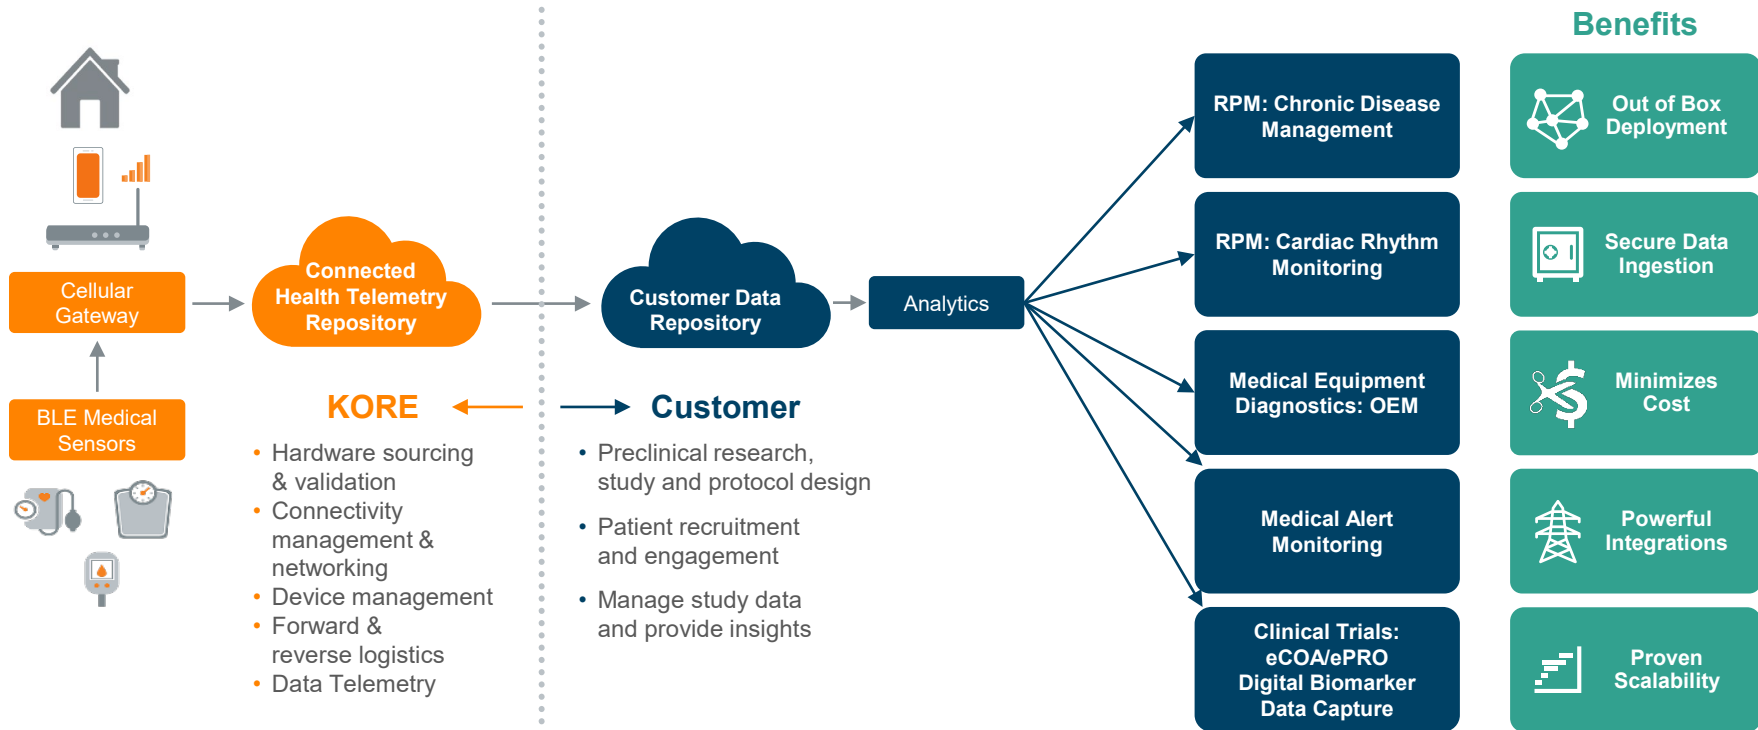 Benefits
Cellular
Gateway
BLE Medical
Sensors
Connected
Health Telemetry
Repository
KORE
• Hardware sourcing
& validation
• Connectivity
management &
networking
• Device management
• Forward &
reverse logistics
• Data Telemetry
Customer Data
Repository
Customer
• Preclinical research,
study and protocol design
• Patient recruitment
and engagement
• Manage study data
and provide insights
Analytics
RPM: Chronic Disease
Management
RPM: Cardiac Rhythm
Monitoring
Medical Equipment
Diagnostics: OEM
Medical Alert
Monitoring
Clinical Trials:
eCOA/ePRO
Digital Biomarker
Data Capture
Out of Box
Deployment
Secure Data
Ingestion
Minimizes
Cost
Powerful
Integrations
Proven
Scalability